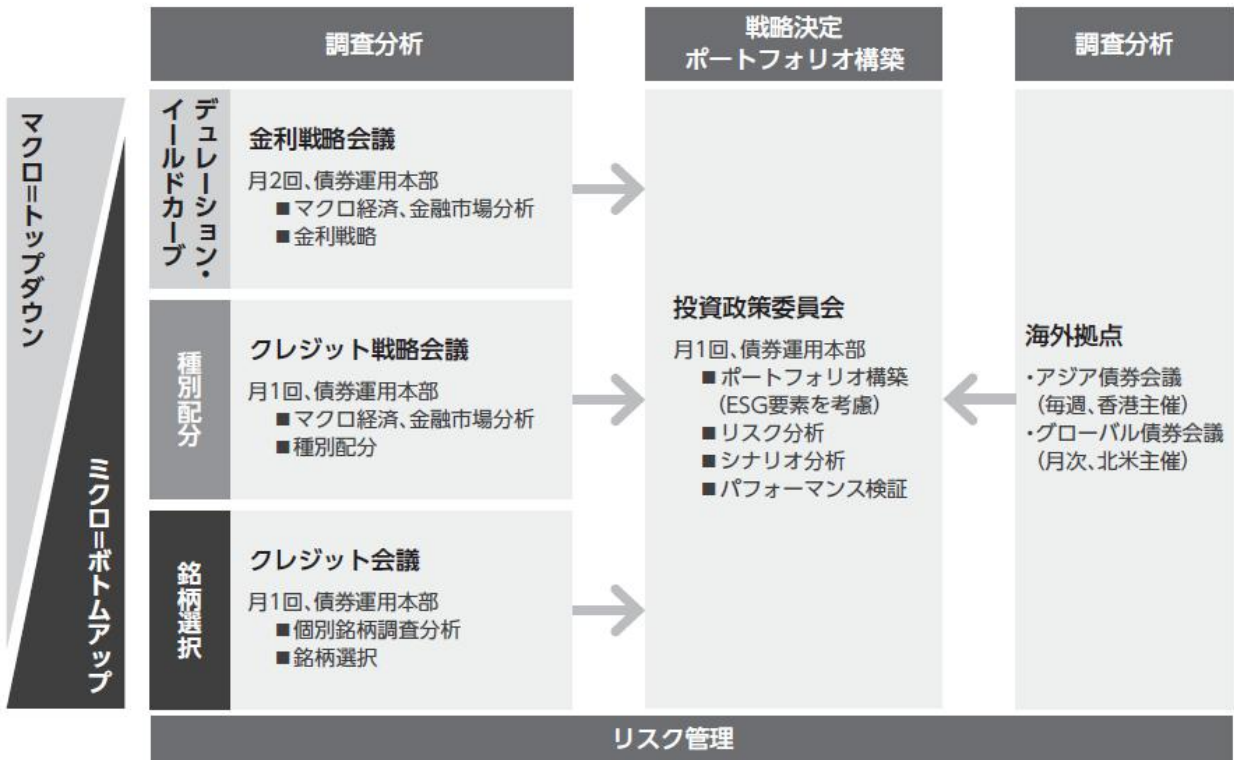 調査分析
戦略決定
ポートフォリオ構築
調査分析
マクロ=トップダウン
ミクロ=ボトムアップ
デュレーション・
イールドカーブ
金利戦略会議
月2回、債券運用本部
■マクロ経済、金融市場分析
■金利戦略
種別配分
クレジット戦略会議
月1回、債券運用本部
■マクロ経済、金融市場分析
■種別配分
銘柄選択
クレジット会議
月1回、債券運用本部
■個別銘柄調査分析
■銘柄選択
投資政策委員会
月1回、債券運用本部
■ポートフォリオ構築
(ESG要素を考慮)
■リスク分析
■シナリオ分析
■パフォーマンス検証
海外拠点
・アジア債券会議
(毎週、香港主催)
・グローバル債券会議
(月次、北米主催)
リスク管理